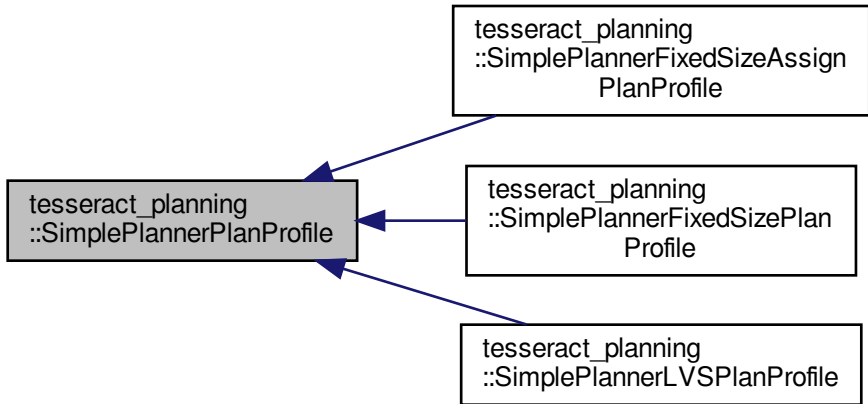 tesseract_planning
::SimplePlannerFixedSizeAssign
PlanProfile
tesseract_planning
::SimplePlannerPlanProfile
tesseract_planning
::SimplePlannerFixedSizePlan
Profile
tesseract_planning
::SimplePlannerLVSPlanProfile